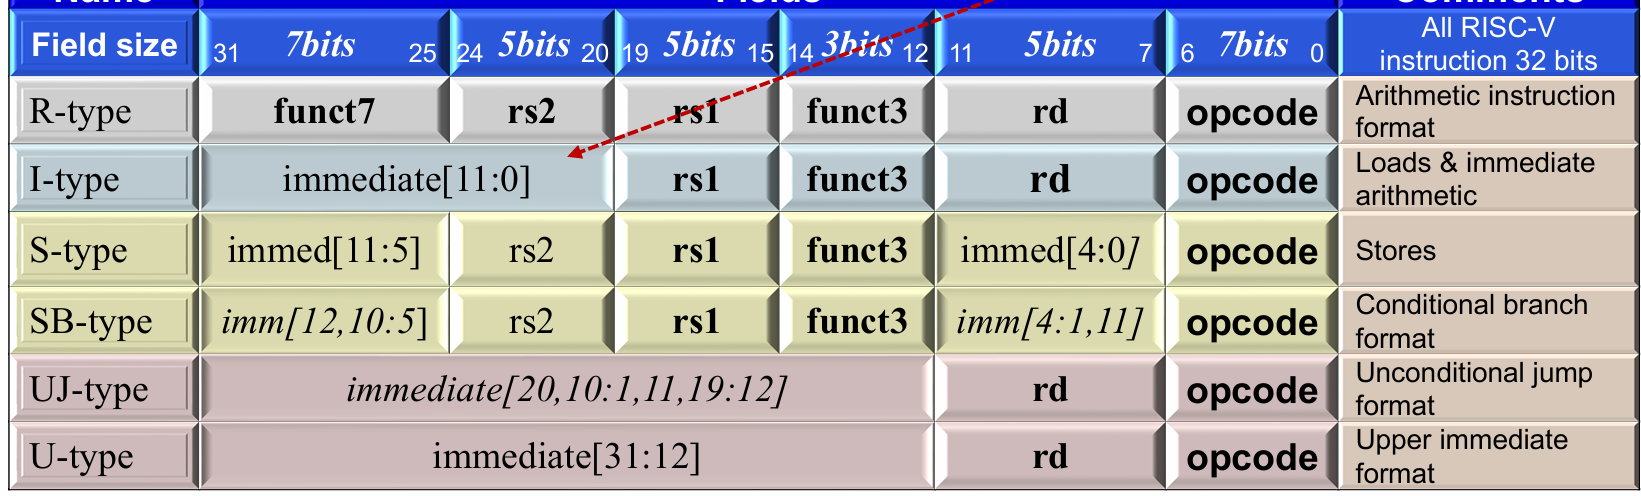 Name Fields Comments
Field size 31 7bits 25 24 5bits 20 19 5bits 15 14 3bits 12 11 5bits 7 6 7bits 0 All RISC-V
instruction 32 bits
R-type funct7 rs2 rs1 funct3 rd opcode Arithmetic instruction
format
I-type immediate[11:0] rs1 funct3 rd opcode Loads & immediate
arithmetic
S-type immed[11:5] rs2 rs1 funct3 immed[4:0] opcode Stores
SB-type imm[12,10:5] rs2 rs1 funct3 imm[4:1,11] opcode Conditional branch
format
UJ-type immediate[20,10:1,11,19:12] rd opcode Unconditional jump
format
U-type immediate[31:12] rd opcode Upper immediate
format